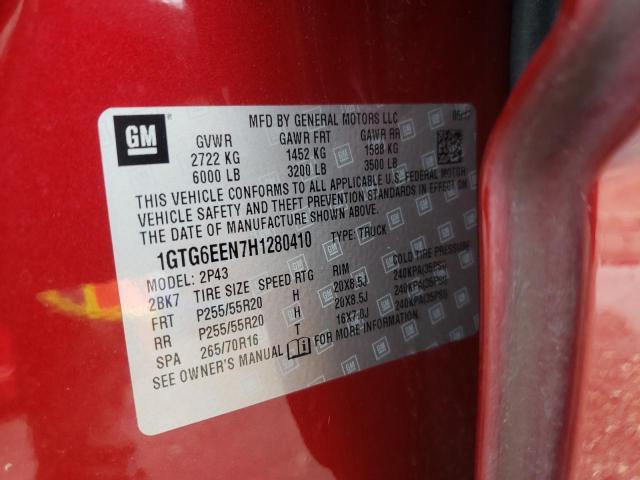 GM
MFD BY GENERAL MOTORS LLC
GVWR GAWR FRT GAWR RR
2722 KG 1452 KG 1588 KG
6000 LB 3200 LB 3500 LB
THIS VEHICLE CONFORMS TO ALL APPLICABLE U.S. FEDERAL MOTOR
VEHICLE SAFETY AND THEFT PREVENTION STANDARDS IN EFFECT ON
THE DATE OF MANUFACTURE SHOWN ABOVE.
1GTG6EEN7H1280410 TYPE: TRUCK
MODEL: 2P43
2BK7 TIRE SIZE SPEED RTG RIM COLD TIRE PRESSURE
FRT P255/55R20 H 20X8.5J 240KPA(35PSI)
RR P255/55R20 H 20X8.5J 240KPA(35PSI)
SPA 265/70R16 16X7.0J
SEE OWNER'S MANUAL FOR MORE INFORMATION.